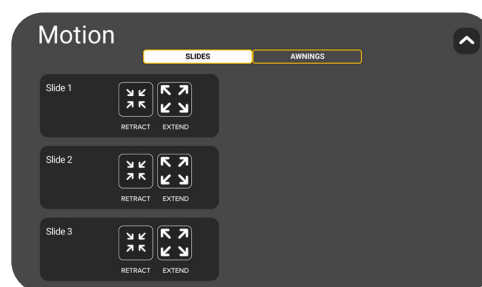 Motion
SLIDES AWNINGS
Slide 1
RETRACT EXTEND
Slide 2
RETRACT EXTEND
Slide 3
RETRACT EXTEND